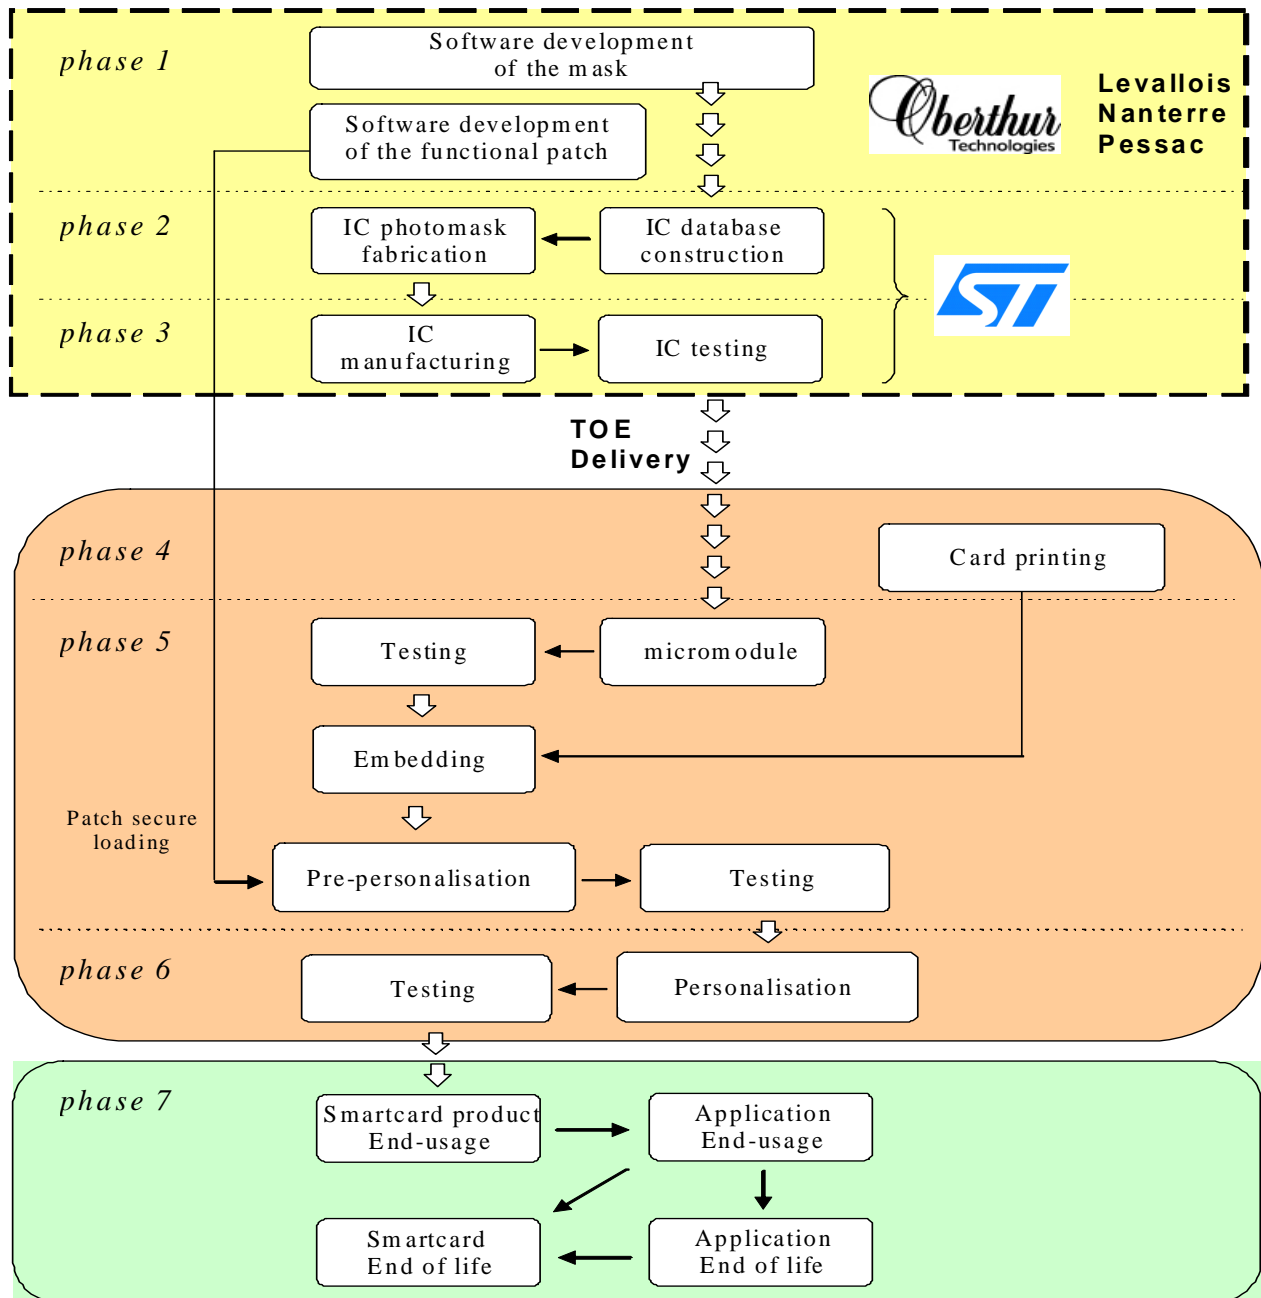 phase 1
Software development
of the mask
Software development
of the functional patch
Oberthur
Technologies
Levallois
Nanterre
Pessac
phase 2
IC photomask
fabrication
IC database
construction
ST
phase 3
IC
manufacturing
IC testing
TOE
Delivery
phase 4
Card printing
phase 5
Testing
micromodule
Embedding
Patch secure
loading
Pre-personalisation
Testing
phase 6
Testing
Personalisation
phase 7
Smartcard product
End-usage
Application
End-usage
Smartcard
End of life
Application
End of life